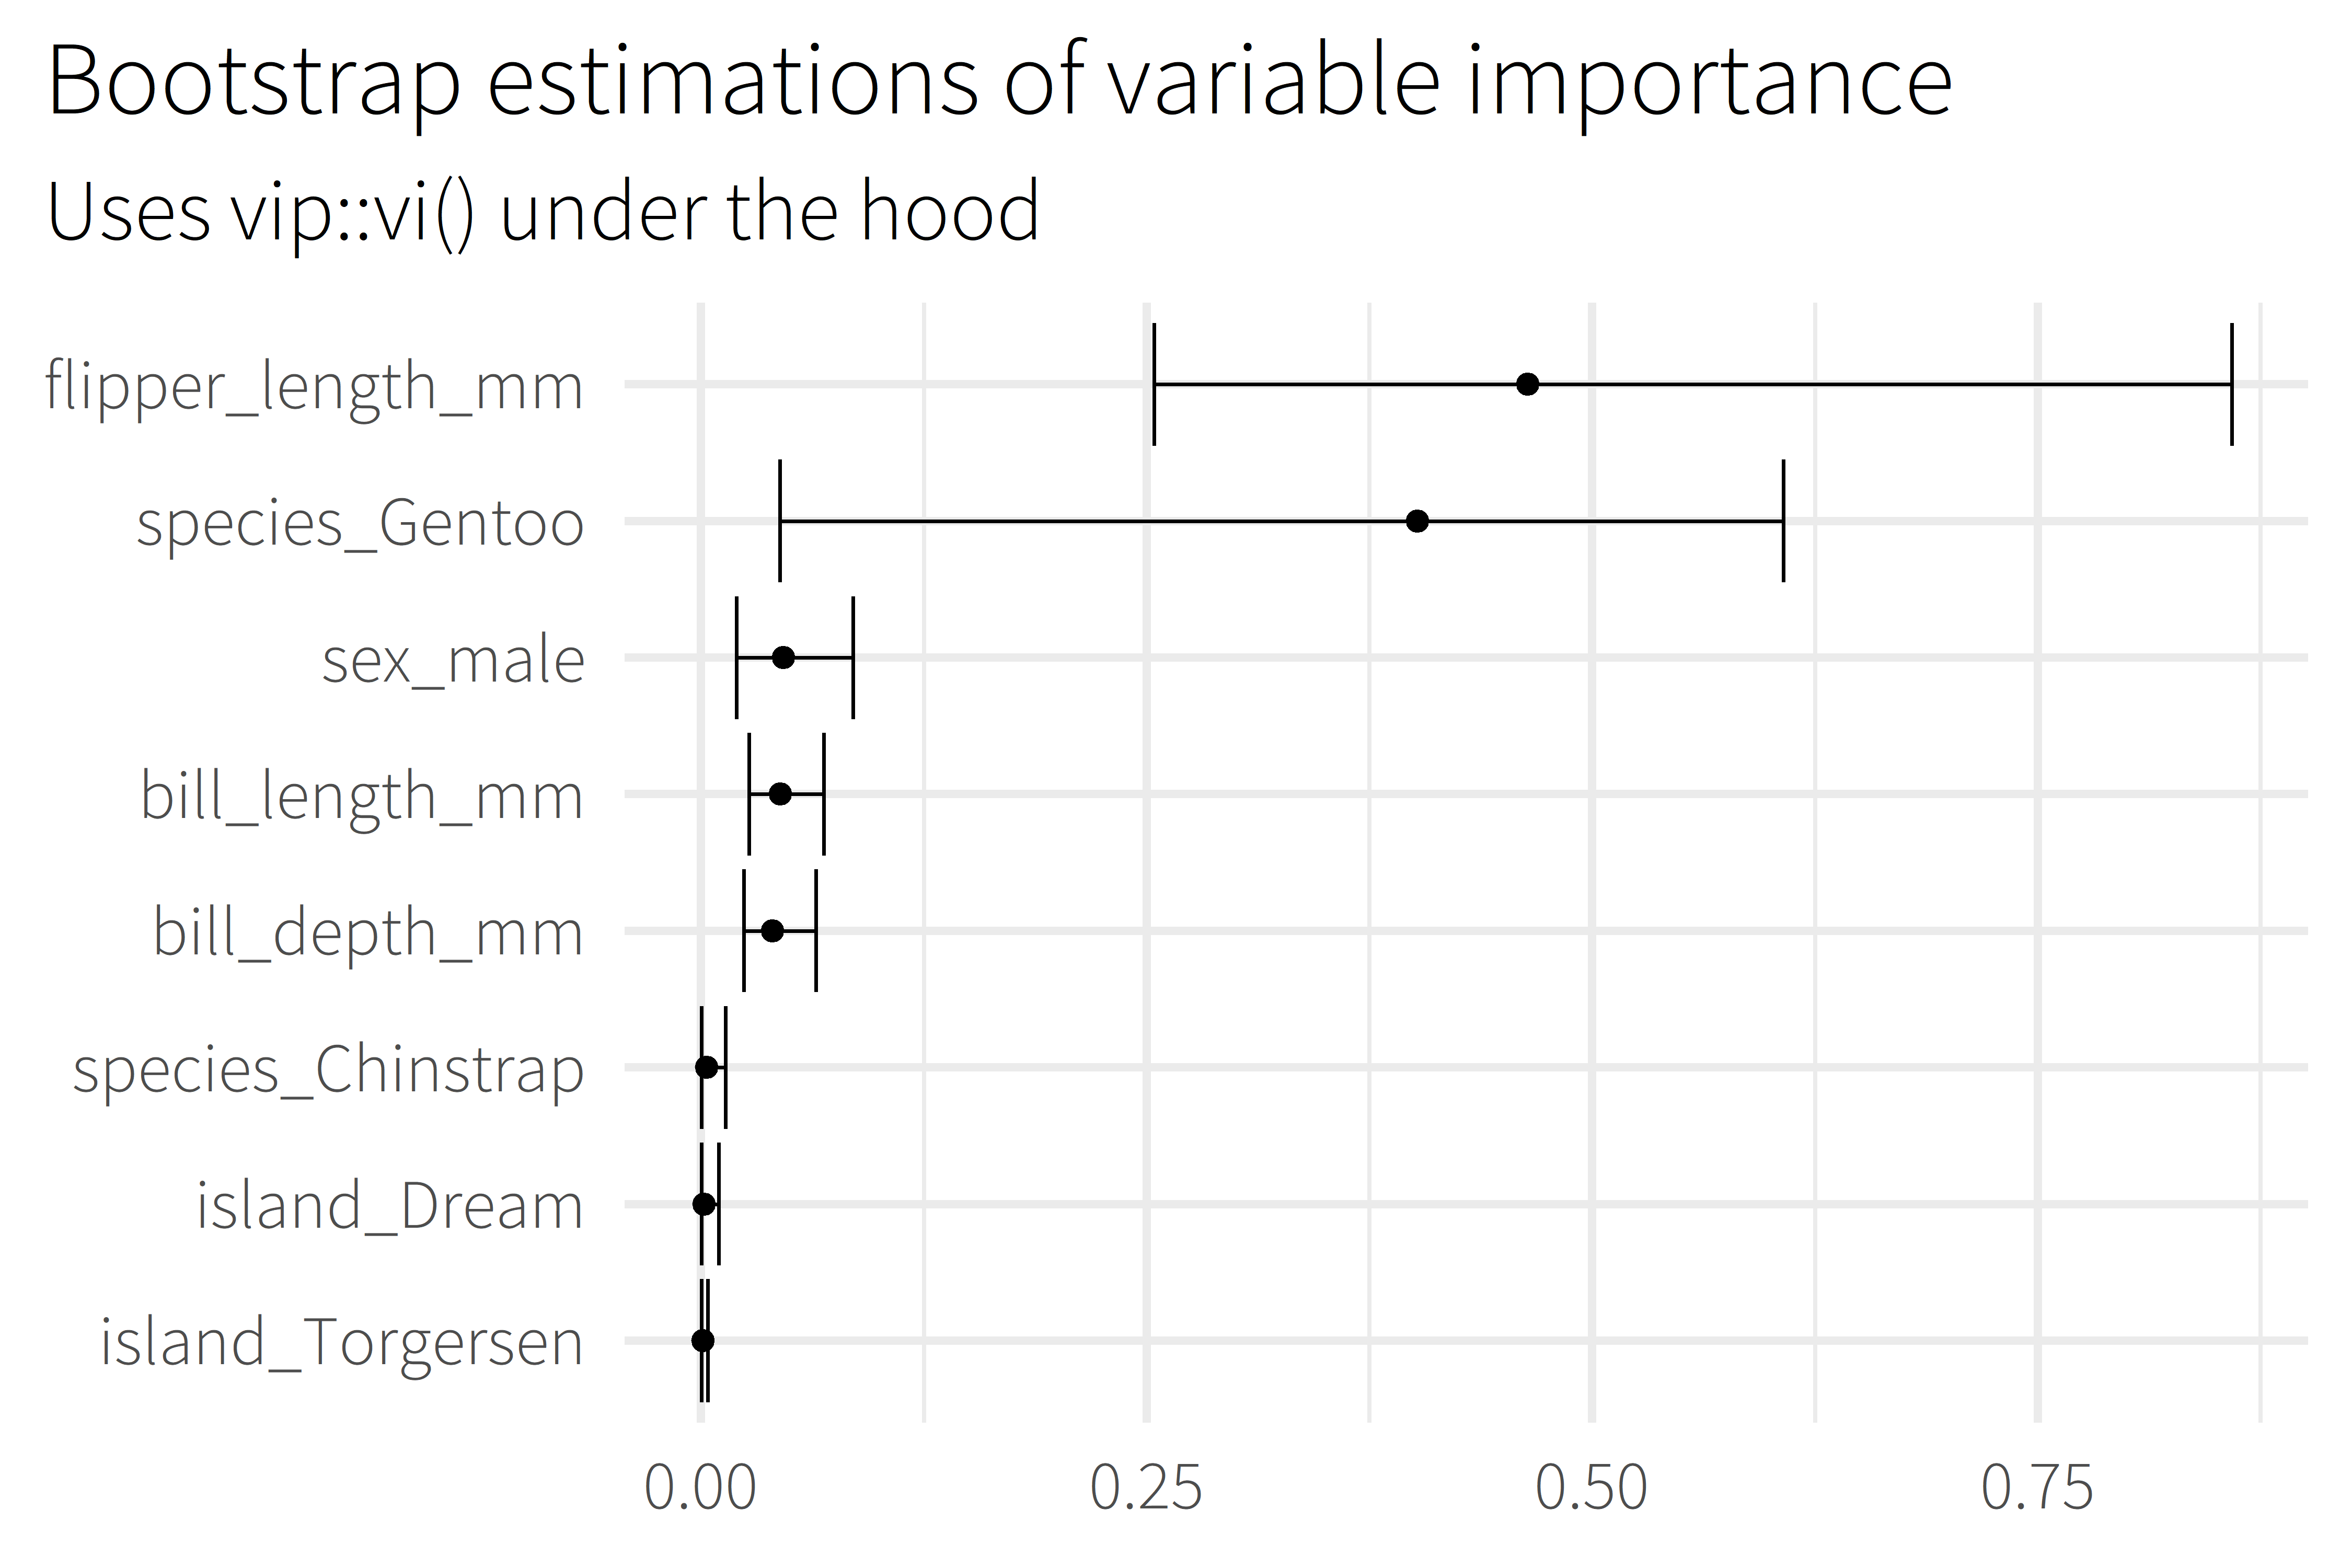 Bootstrap estimations of variable importance
Uses vip::vi() under the hood
flipper_length_mm
species_Gentoo
sex_male
bill_length_mm
bill_depth_mm
species_Chinstrap
island_Dream
island_Torgersen
0.00 0.25 0.50 0.75